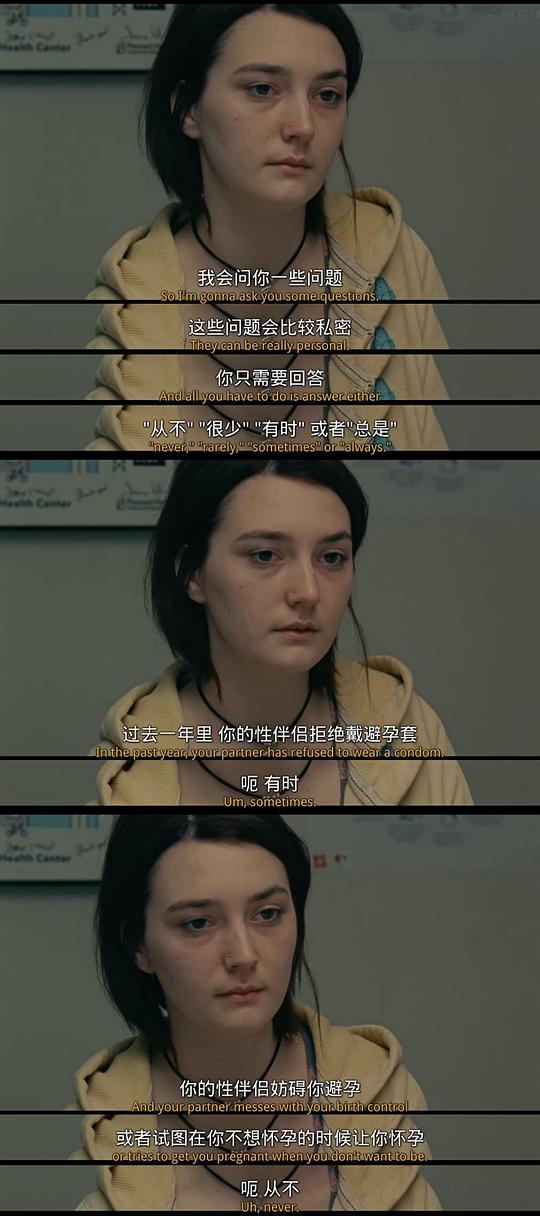 Health Center
我会问你一些问题
So I'm gonna ask you some questions.
这些问题会比较私密
They can be really personal.
你只需要回答
And all you have to do is answer either
"从不" "很少" "有时" 或者"总是"
"never," "rarely," "sometimes" or "always."
Health Center
过去一年里 你的性伴侣拒绝戴避孕套
In the past year, your partner has refused to wear a condom.
呃 有时
Um, sometimes.
Health Center
你的性伴侣妨碍你避孕
And your partner messes with your birth control
或者试图在你不想怀孕的时候让你怀孕
or tries to get you pregnant when you don't want to be.
呃 从不
Uh, never.